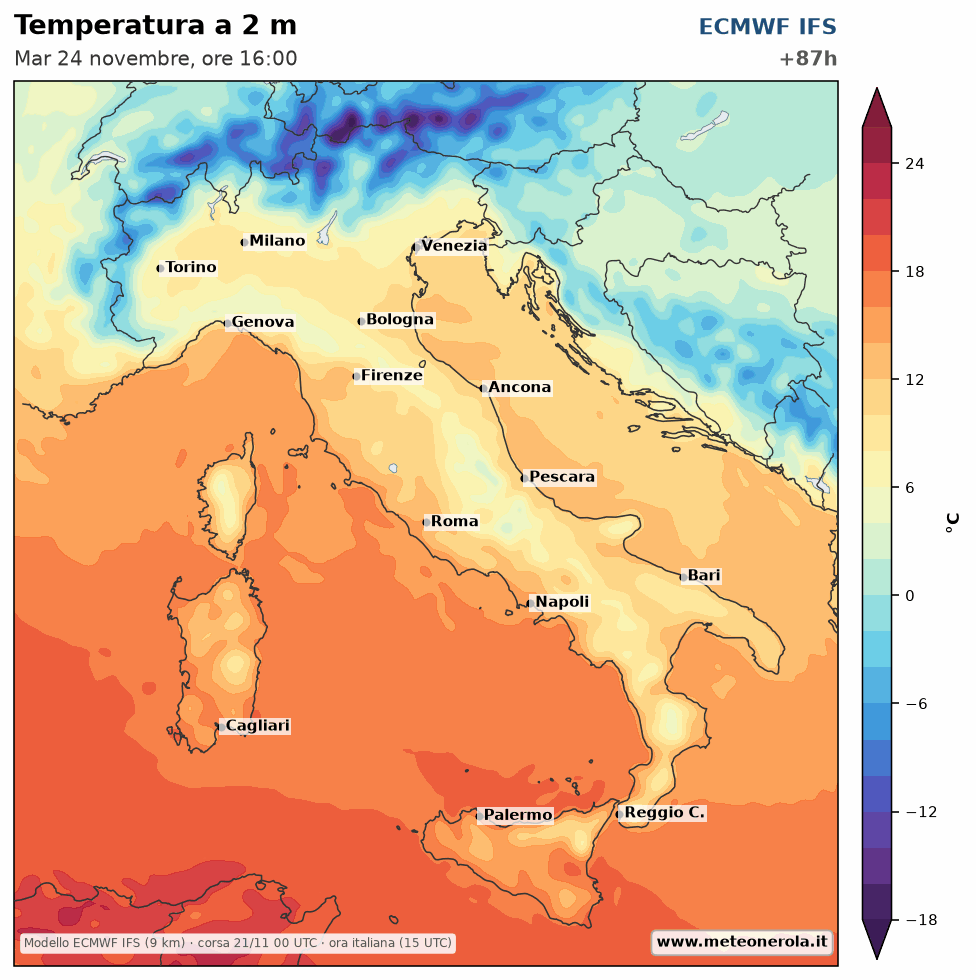 Temperatura a 2 m
ECMWF IFS
Mar 24 novembre, ore 16:00
+87h
Milano
Venezia
Torino
Genova
Bologna
Firenze
Ancona
Pescara
Roma
Bari
Napoli
Cagliari
Palermo
Reggio C.
24
18
12
6
0
−6
−12
−18
°C
Modello ECMWF IFS (9 km) · corsa 21/11 00 UTC · ora italiana (15 UTC)
www.meteonerola.it